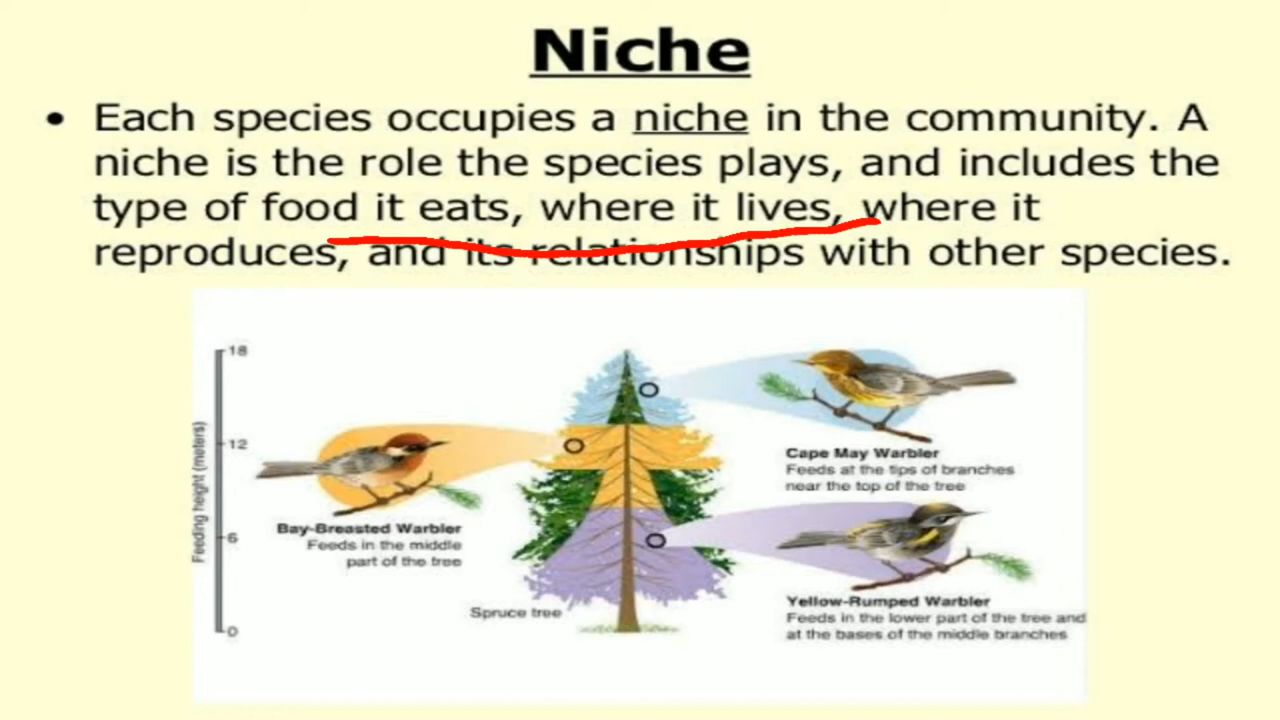 Niche
• Each species occupies a niche in the community. A
niche is the role the species plays, and includes the
type of food it eats, where it lives, where it
reproduces, and its relationships with other species.
18
12
6
0
Feeding height (meters)
Cape May Warbler
Feeds at the tips of branches
near the top of the tree
Bay-Breasted Warbler
Feeds in the middle
part of the tree
Yellow-Rumped Warbler
Feeds in the lower part of the tree and
at the bases of the middle branches
Spruce tree